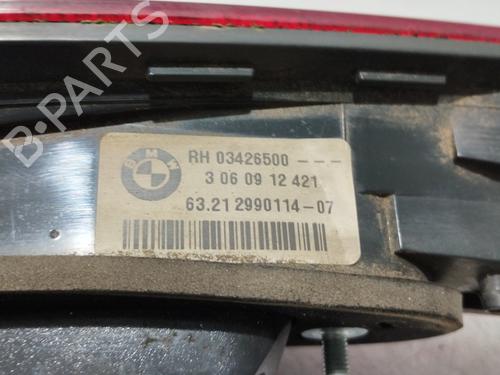 B-PARTS
BMW
RH 03426500 ---
3 06 09 12 421
63.21 2990114-07